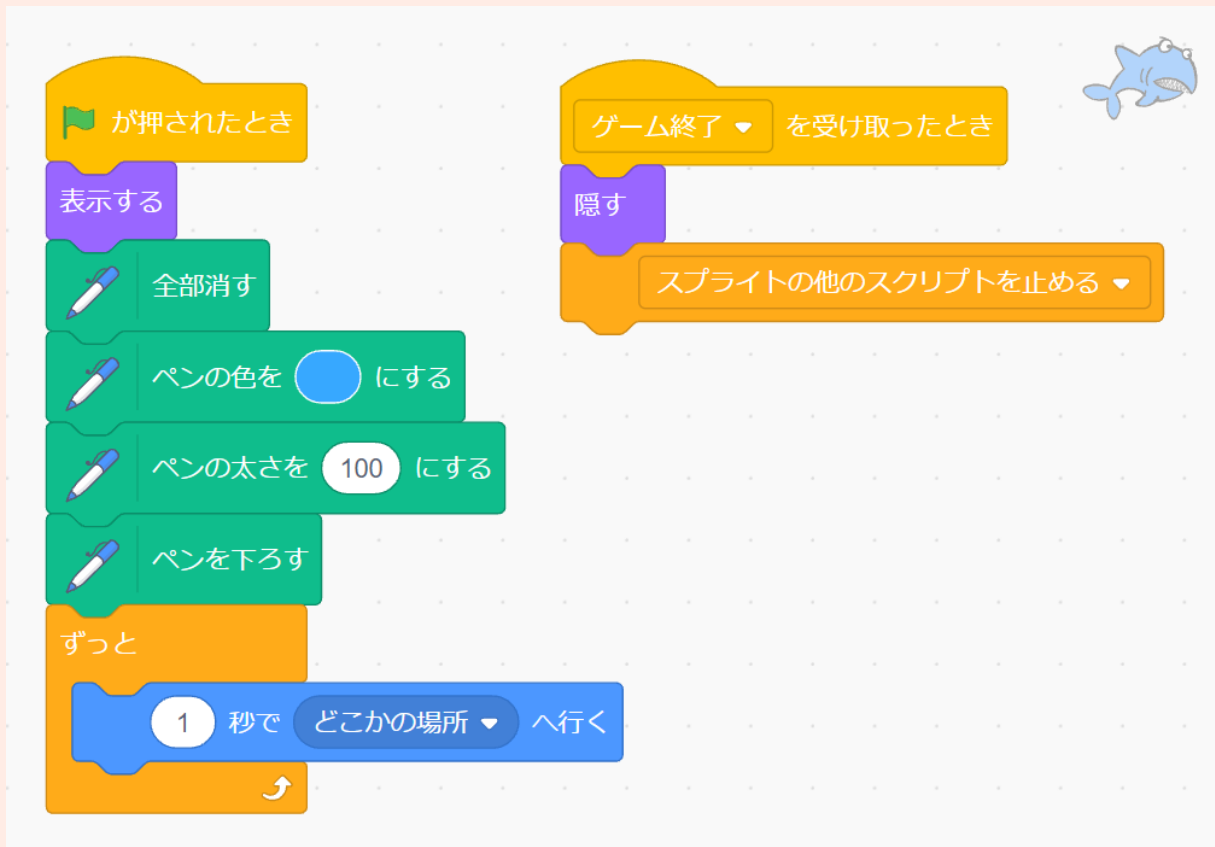 が押されたとき
表示する
全部消す
ペンの色を にする
ペンの太さを 100 にする
ペンを下ろす
ずっと
1 秒で どこかの場所 へ行く
ゲーム終了 を受け取ったとき
隠す
スプライトの他のスクリプトを止める